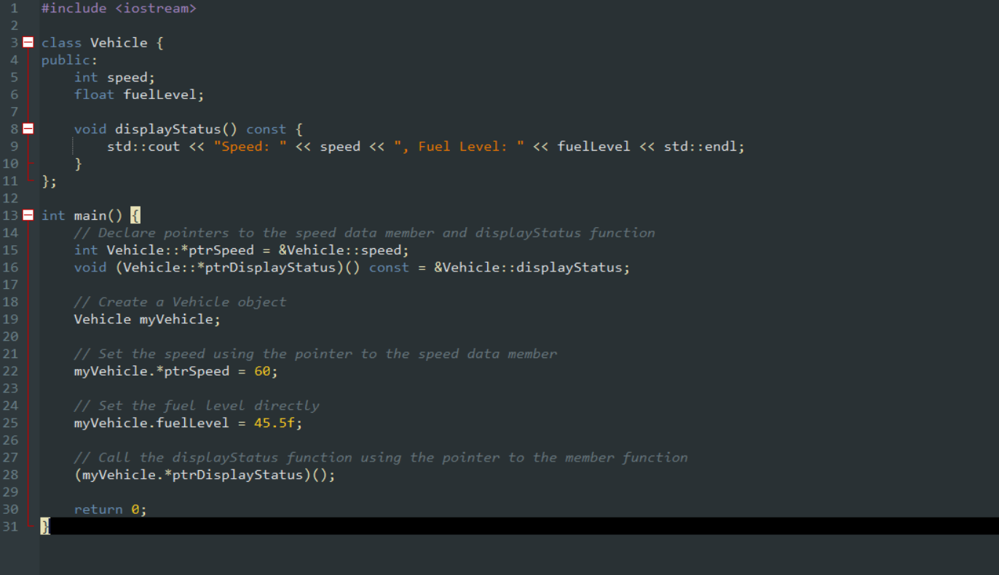 1 #include <iostream>
2
3 class Vehicle {
4 public:
5     int speed;
6     float fuelLevel;
7
8     void displayStatus() const {
9         std::cout << "Speed: " << speed << ", Fuel Level: " << fuelLevel << std::endl;
10     }
11 };
12
13 int main() {
14     // Declare pointers to the speed data member and displayStatus function
15     int Vehicle::*ptrSpeed = &Vehicle::speed;
16     void (Vehicle::*ptrDisplayStatus)() const = &Vehicle::displayStatus;
17
18     // Create a Vehicle object
19     Vehicle myVehicle;
20
21     // Set the speed using the pointer to the speed data member
22     myVehicle.*ptrSpeed = 60;
23
24     // Set the fuel level directly
25     myVehicle.fuelLevel = 45.5f;
26
27     // Call the displayStatus function using the pointer to the member function
28     (myVehicle.*ptrDisplayStatus)();
29
30     return 0;
31 }